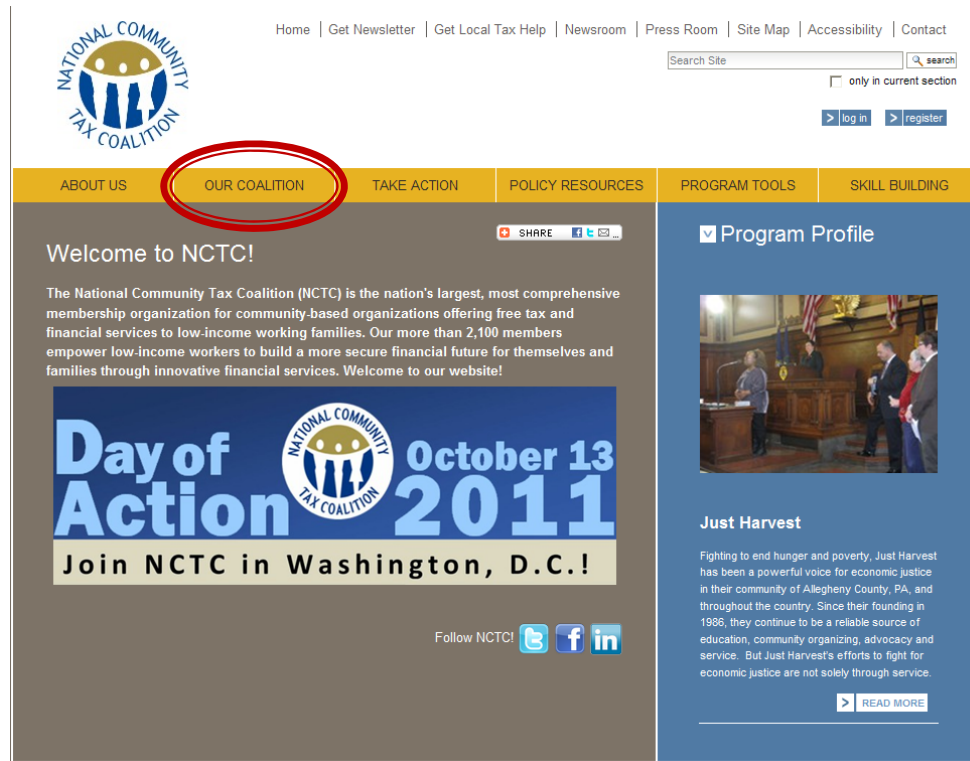 NATIONAL COMMUNITY
TAX COALITION
Home | Get Newsletter | Get Local Tax Help | Newsroom | Press Room | Site Map | Accessibility | Contact
Search Site
search
only in current section
> log in > register
ABOUT US OUR COALITION TAKE ACTION POLICY RESOURCES PROGRAM TOOLS SKILL BUILDING
SHARE
Welcome to NCTC!
The National Community Tax Coalition (NCTC) is the nation's largest, most comprehensive
membership organization for community-based organizations offering free tax and
financial services to low-income working families. Our more than 2,100 members
empower low-income workers to build a more secure financial future for themselves and
families through innovative financial services. Welcome to our website!
Day of
Action
NATIONAL COMMUNITY
TAX COALITION
October 13
2011
Join NCTC in Washington, D.C.!
Follow NCTC!
Program Profile
Just Harvest
Fighting to end hunger and poverty, Just Harvest
has been a powerful voice for economic justice
in their community of Allegheny County, PA, and
throughout the country. Since their founding in
1986, they continue to be a reliable source of
education, community organizing, advocacy and
service. But Just Harvest's efforts to fight for
economic justice are not solely through service.
> READ MORE